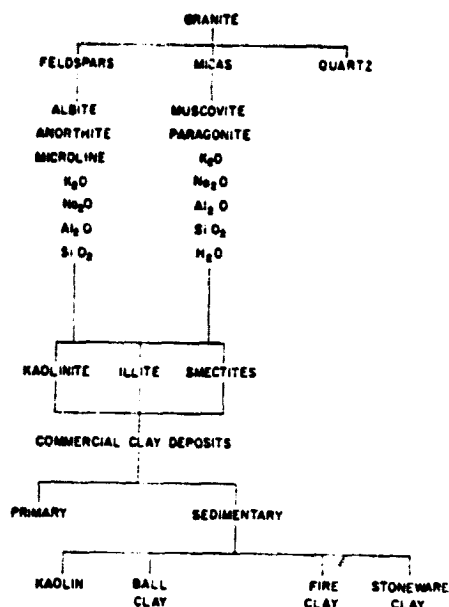 GRANITE
FELDSPARS MICAS QUARTZ
ALBITE MUSCOVITE
ANORTHITE PARAGONITE
MICROLINE K₂O
K₂O Na₂O
Na₂O Al₂O
Al₂O SiO₂
SiO₂ H₂O
KAOLINITE ILLITE SMECTITES
COMMERCIAL CLAY DEPOSITS
PRIMARY SEDIMENTARY
KAOLIN BALL CLAY FIRE CLAY STONEWARE CLAY